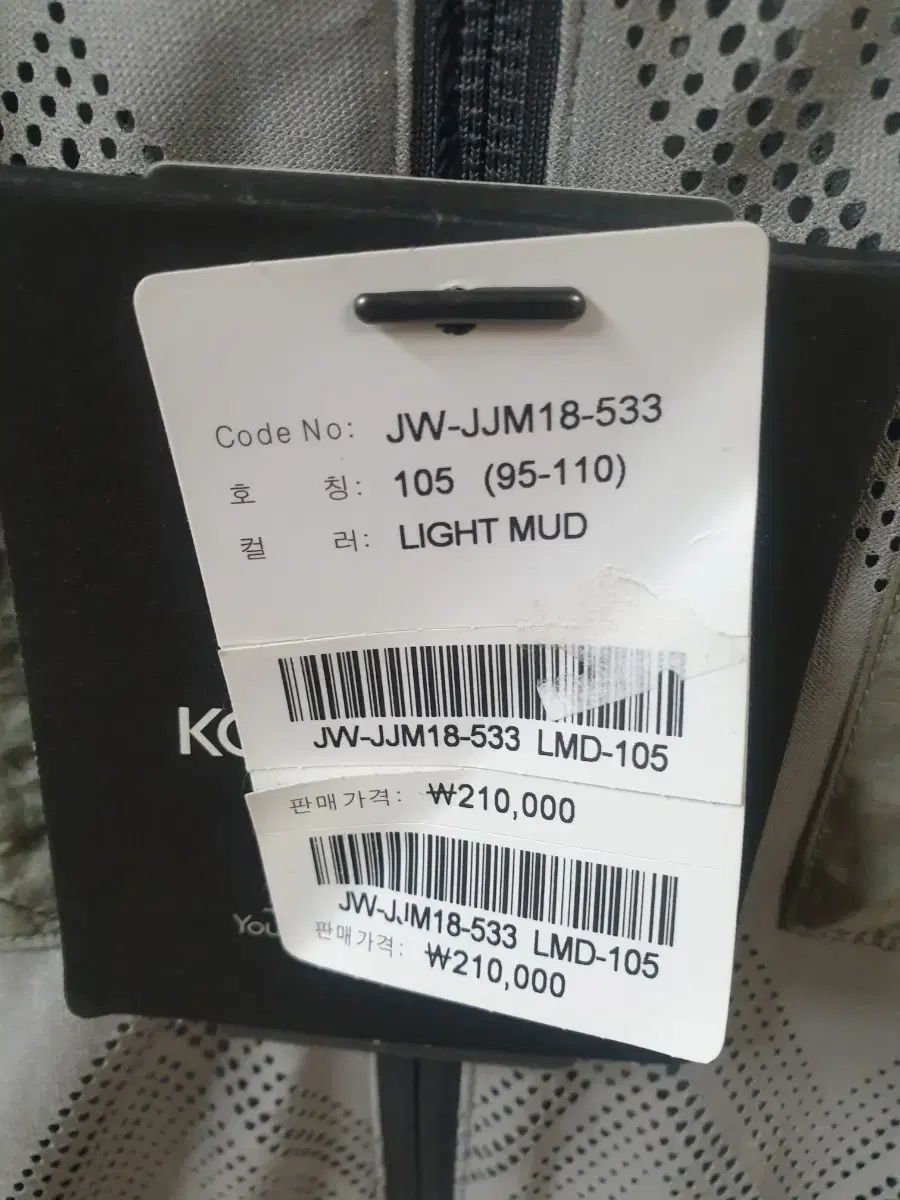 Code No: JW-JJM18-533
호 칭: 105 (95-110)
컬 러: LIGHT MUD
JW-JJM18-533 LMD-105
판매가격: ₩210,000
JW-JJM18-533 LMD-105
판매가격: ₩210,000